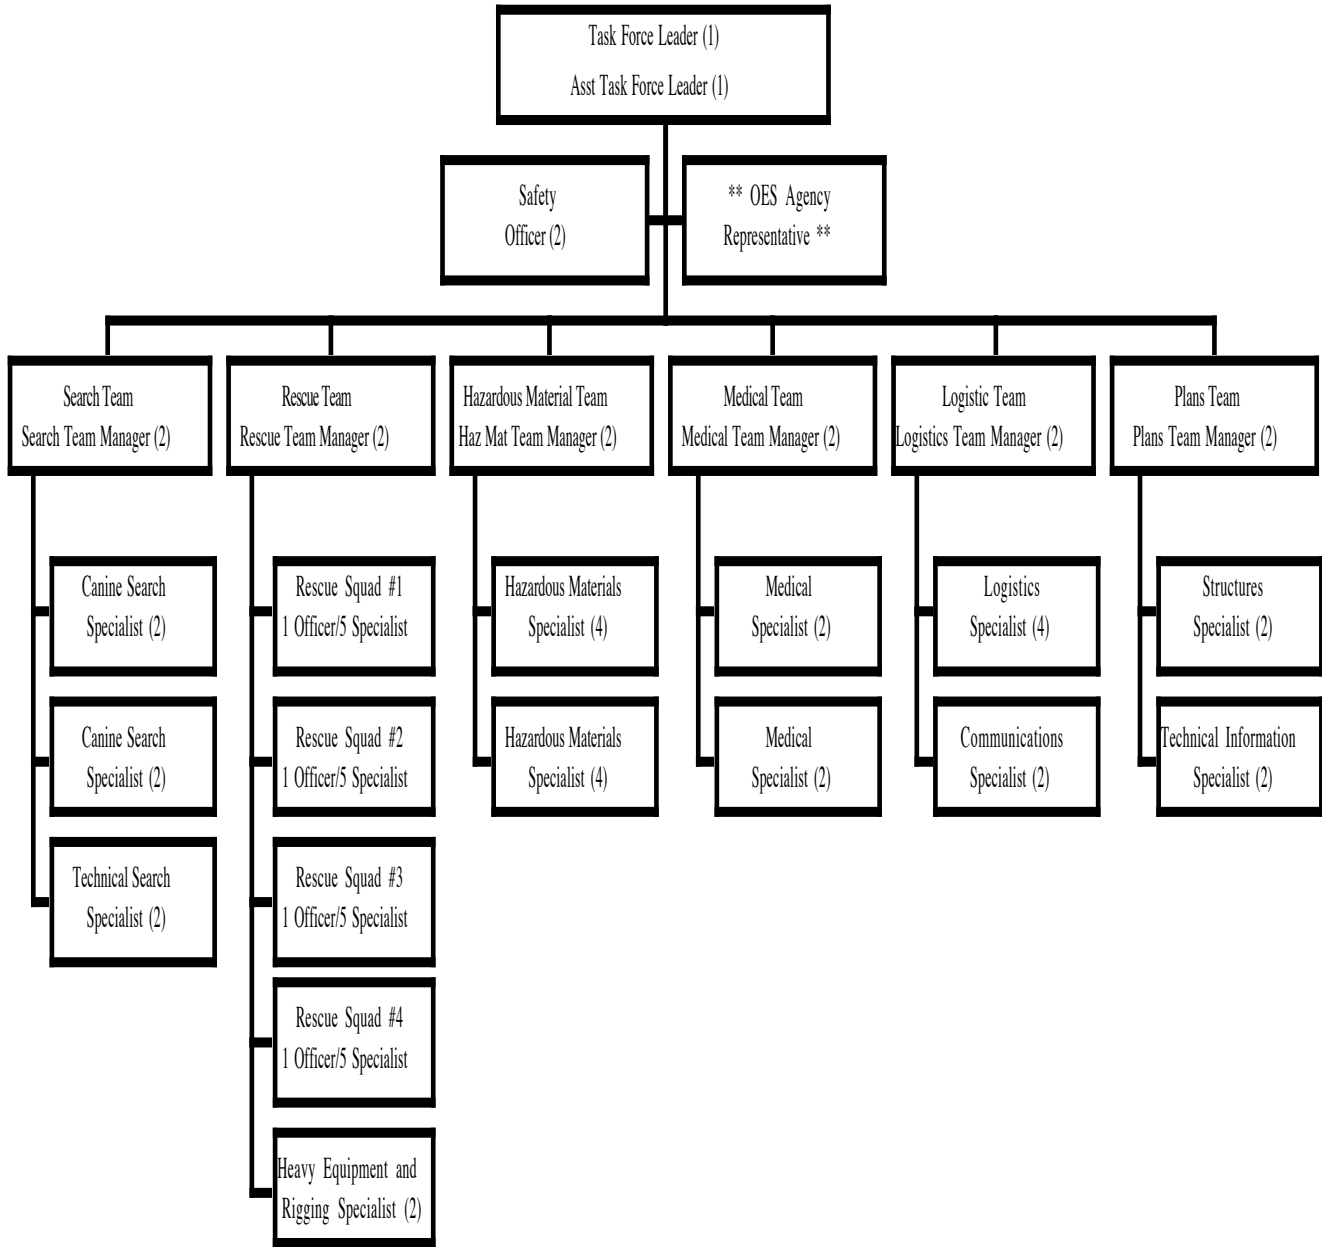 Task Force Leader (1)
Asst Task Force Leader (1)
Safety
Officer (2)
** OES Agency
Representative **
Search Team
Search Team Manager (2)
Rescue Team
Rescue Team Manager (2)
Hazardous Material Team
Haz Mat Team Manager (2)
Medical Team
Medical Team Manager (2)
Logistic Team
Logistics Team Manager (2)
Plans Team
Plans Team Manager (2)
Canine Search
Specialist (2)
Rescue Squad #1
1 Officer/5 Specialist
Hazardous Materials
Specialist (4)
Medical
Specialist (2)
Logistics
Specialist (4)
Structures
Specialist (2)
Canine Search
Specialist (2)
Rescue Squad #2
1 Officer/5 Specialist
Hazardous Materials
Specialist (4)
Medical
Specialist (2)
Communications
Specialist (2)
Technical Information
Specialist (2)
Technical Search
Specialist (2)
Rescue Squad #3
1 Officer/5 Specialist
Rescue Squad #4
1 Officer/5 Specialist
Heavy Equipment and
Rigging Specialist (2)